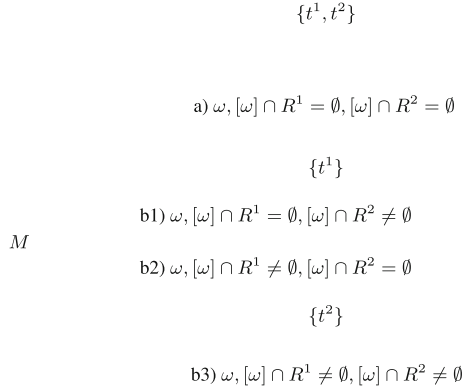 {t¹, t²}
a) ω, [ω] ∩ R¹ = ∅, [ω] ∩ R² = ∅
{t¹}
b1) ω, [ω] ∩ R¹ = ∅, [ω] ∩ R² ≠ ∅
M
b2) ω, [ω] ∩ R¹ ≠ ∅, [ω] ∩ R² = ∅
{t²}
b3) ω, [ω] ∩ R¹ ≠ ∅, [ω] ∩ R² ≠ ∅